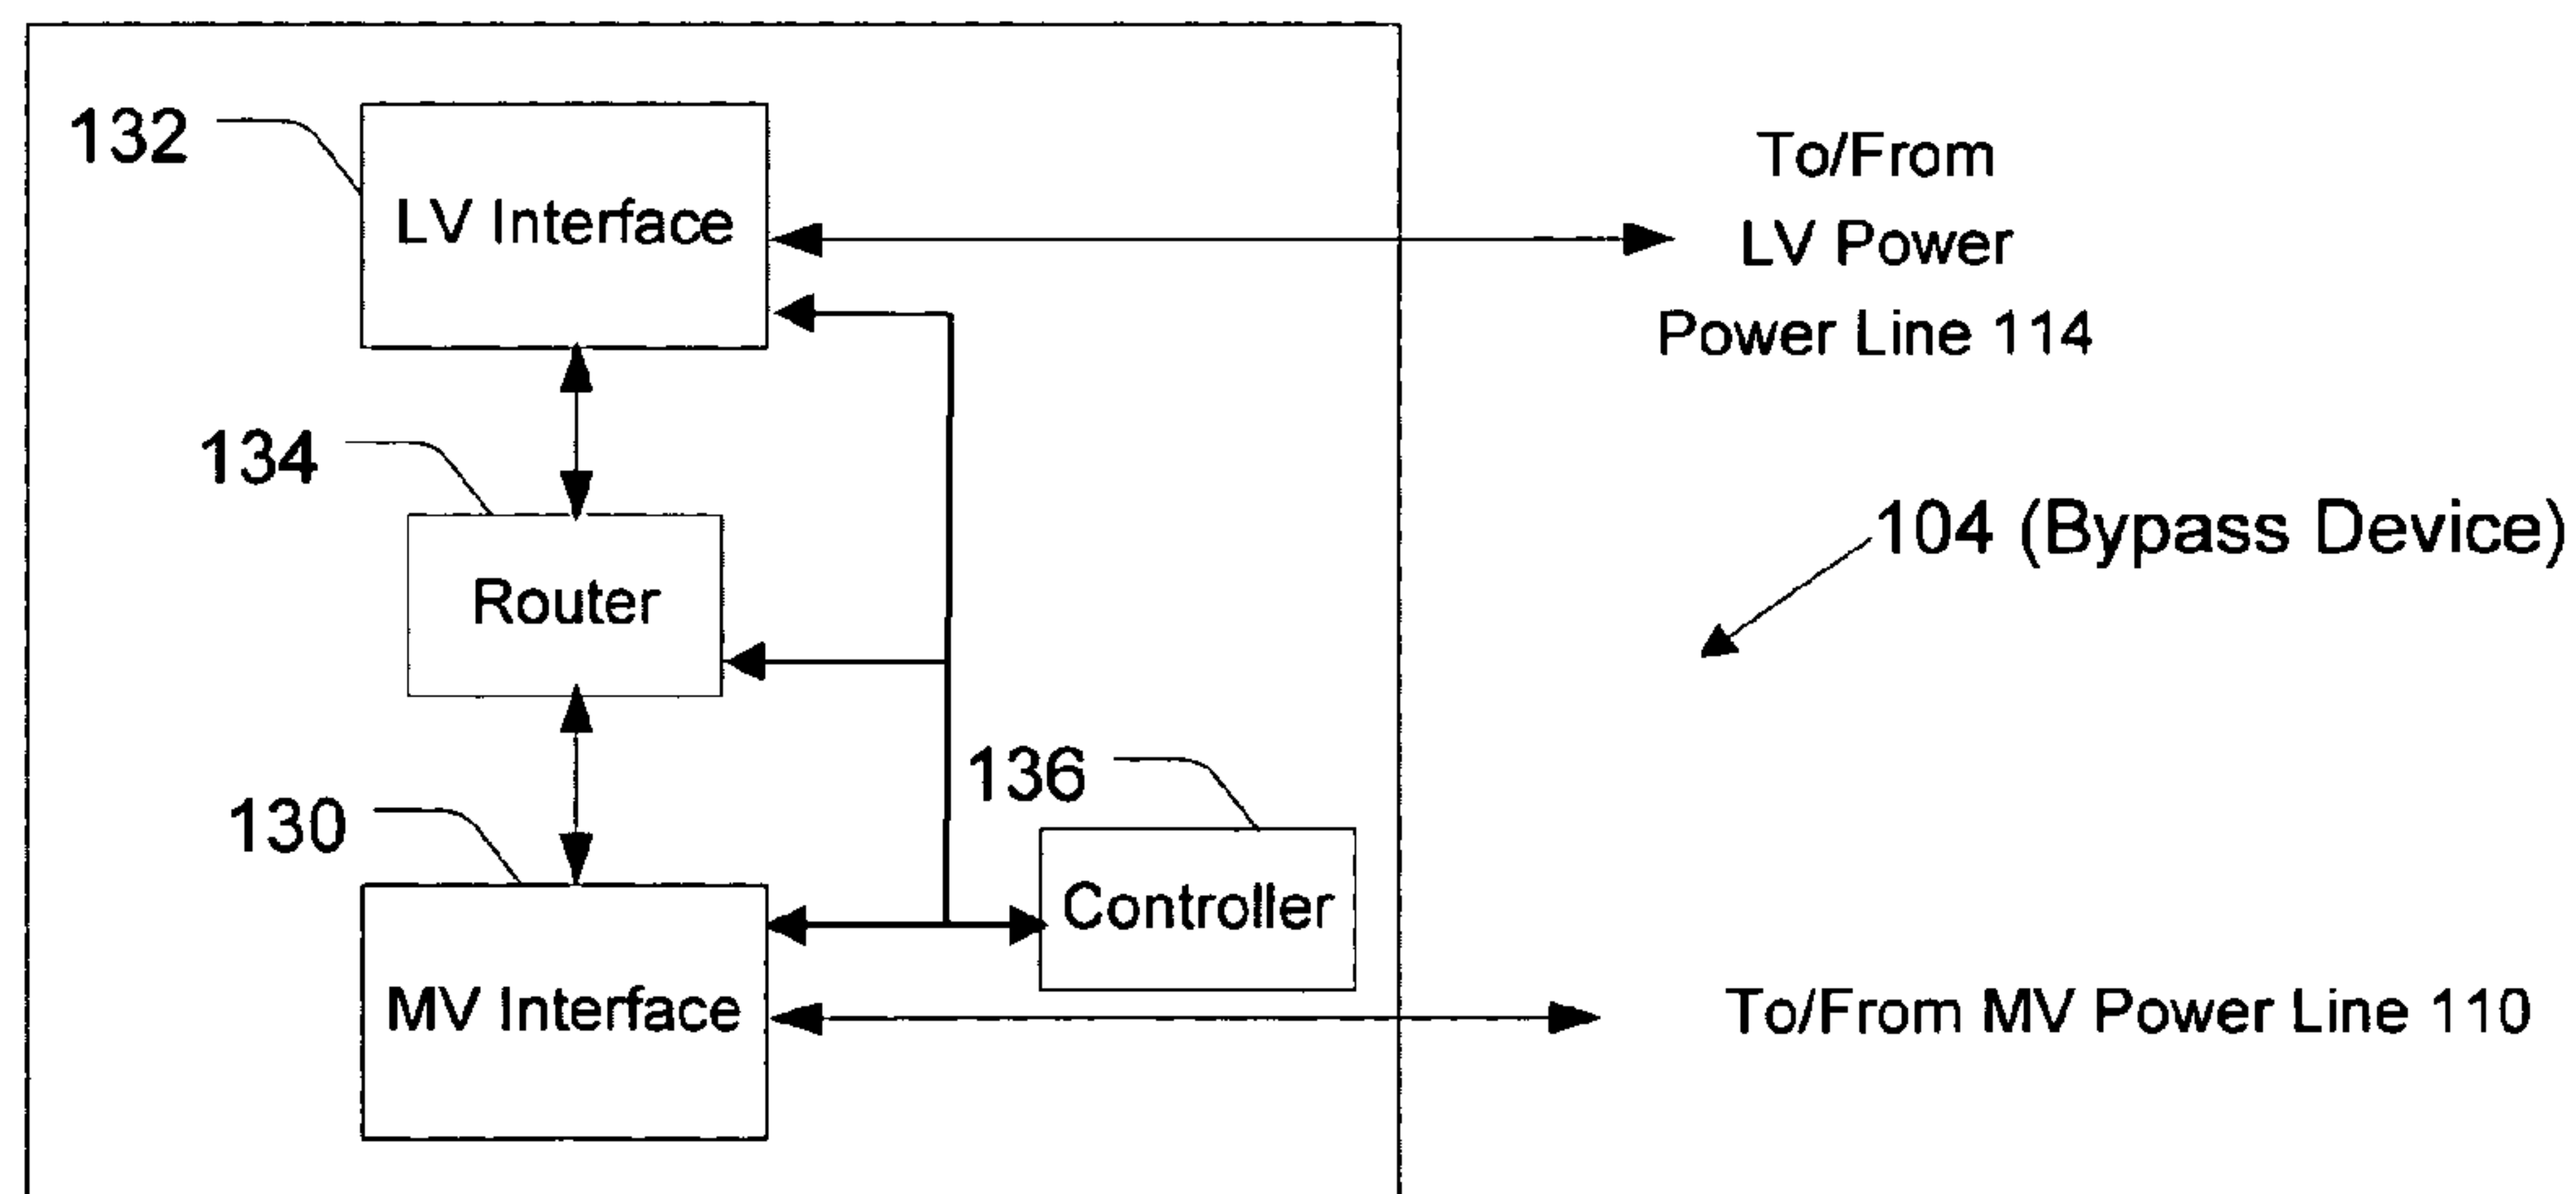 132
LV Interface
To/From
LV Power
Power Line 114
134
Router
104 (Bypass Device)
136
130
Controller
MV Interface
To/From MV Power Line 110